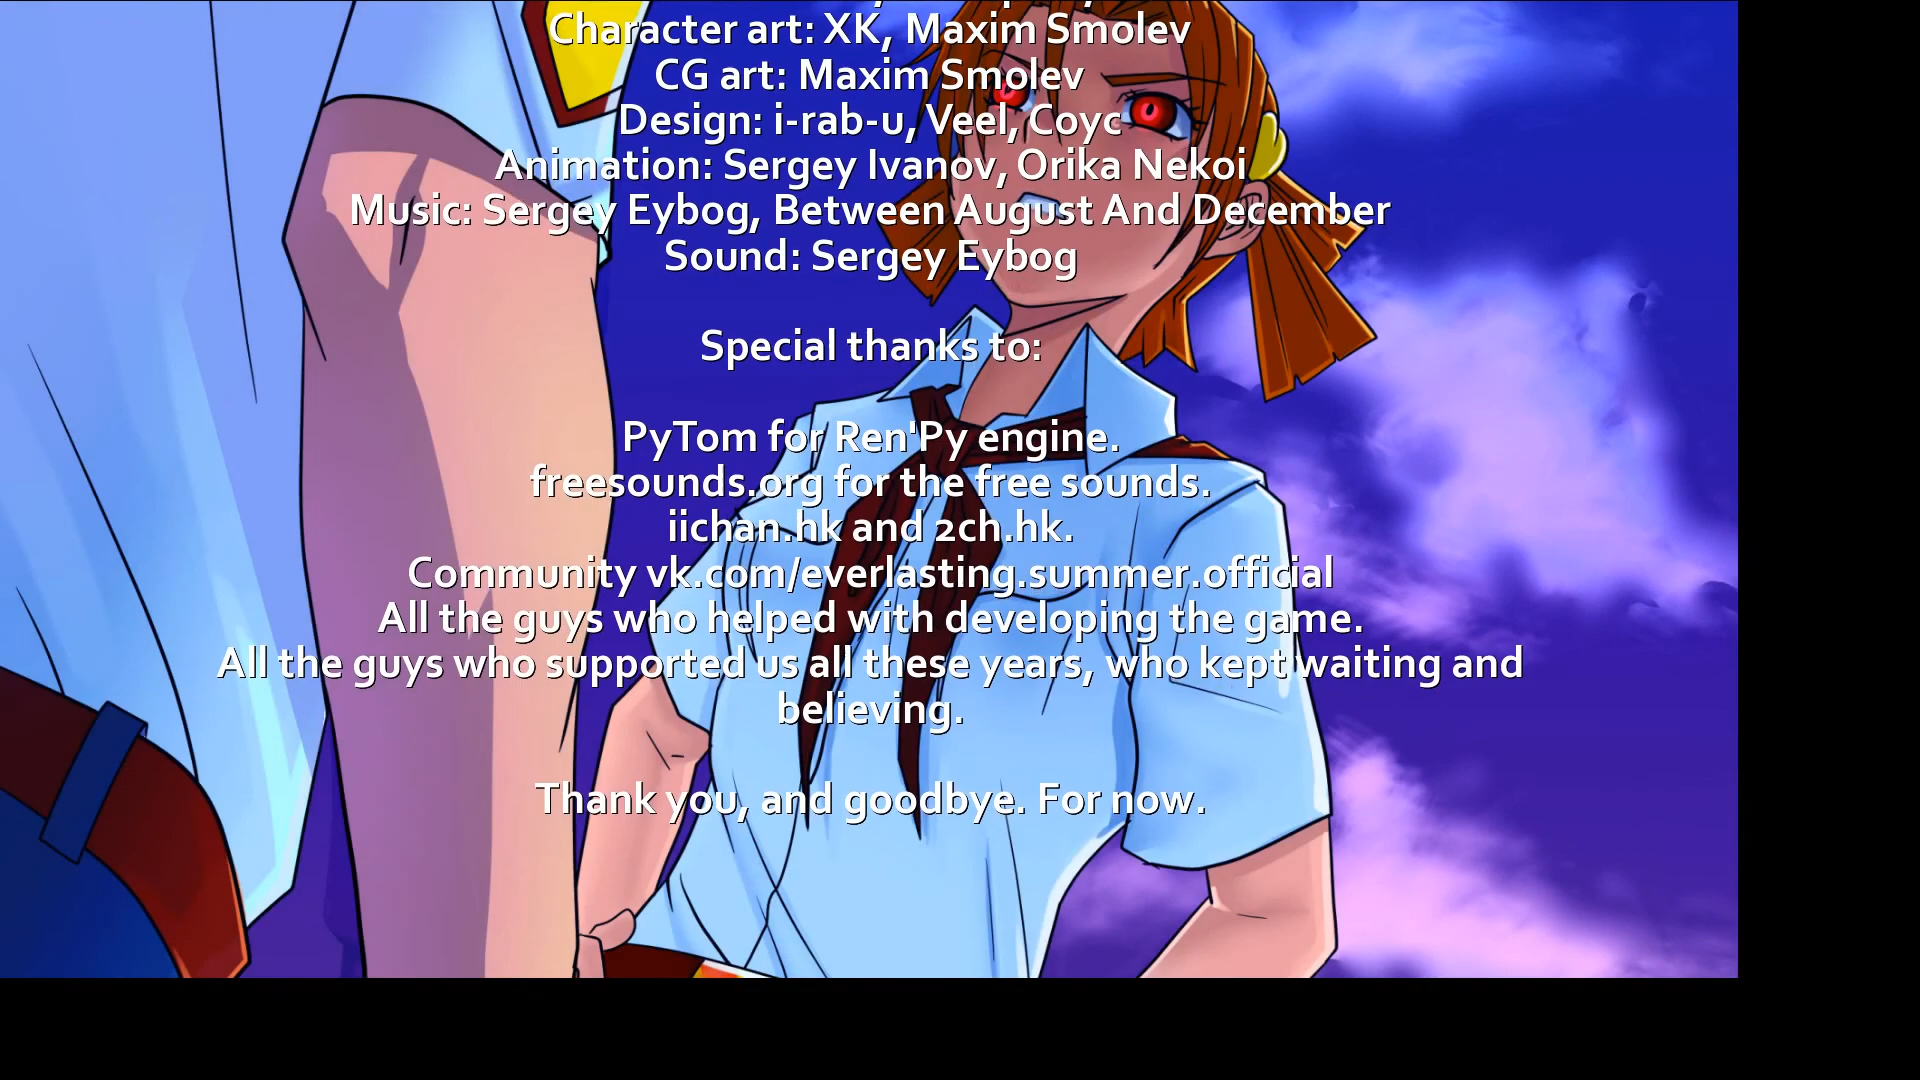 Character art: XK, Maxim Smolev
CG art: Maxim Smolev
Design: i-rab-u, Veel, Coyc
Animation: Sergey Ivanov, Orika Nekoi
Music: Sergey Eybog, Between August And December
Sound: Sergey Eybog
Special thanks to:
PyTom for Ren'Py engine.
freesounds.org for the free sounds.
iichan.hk and 2ch.hk.
Community vk.com/everlasting.summer.official
All the guys who helped with developing the game.
All the guys who supported us all these years, who kept waiting and
believing.
Thank you, and goodbye. For now.